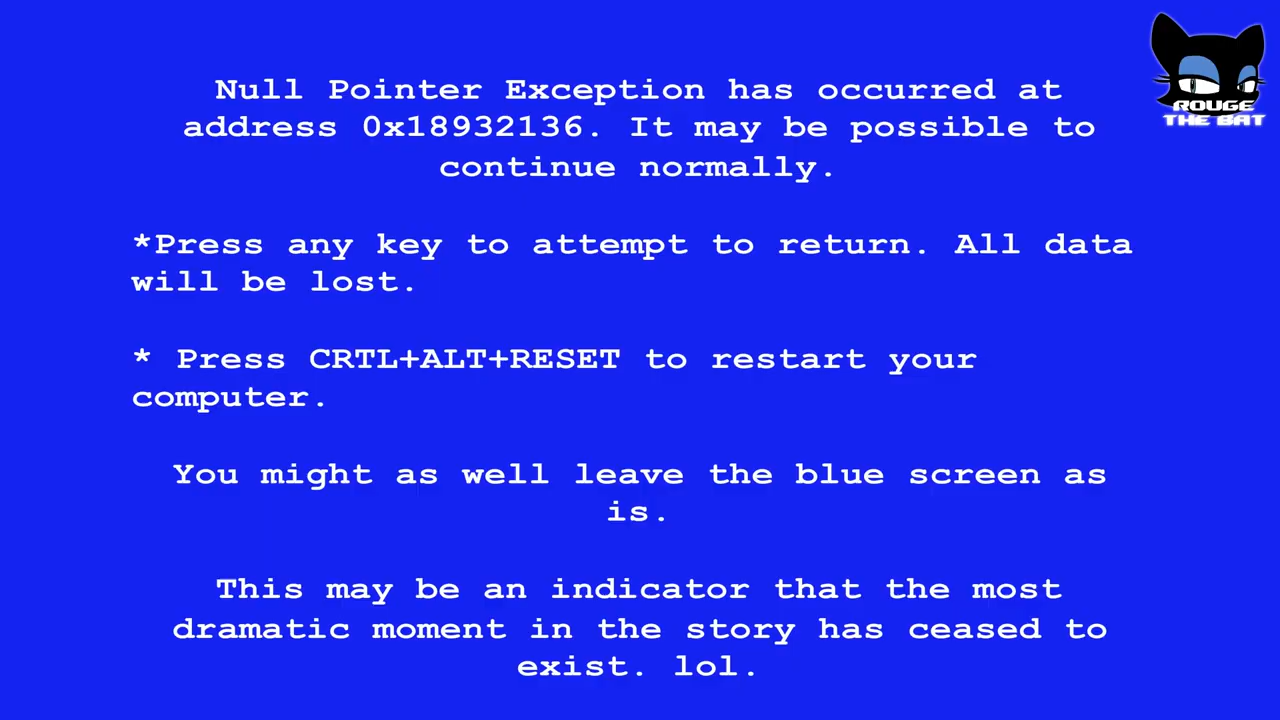 Null Pointer Exception has occurred at
address 0x18932136. It may be possible to
continue normally.
*Press any key to attempt to return. All data
will be lost.
* Press CRTL+ALT+RESET to restart your
computer.
You might as well leave the blue screen as
is.
This may be an indicator that the most
dramatic moment in the story has ceased to
exist. lol.
ROUGE
THE BAT